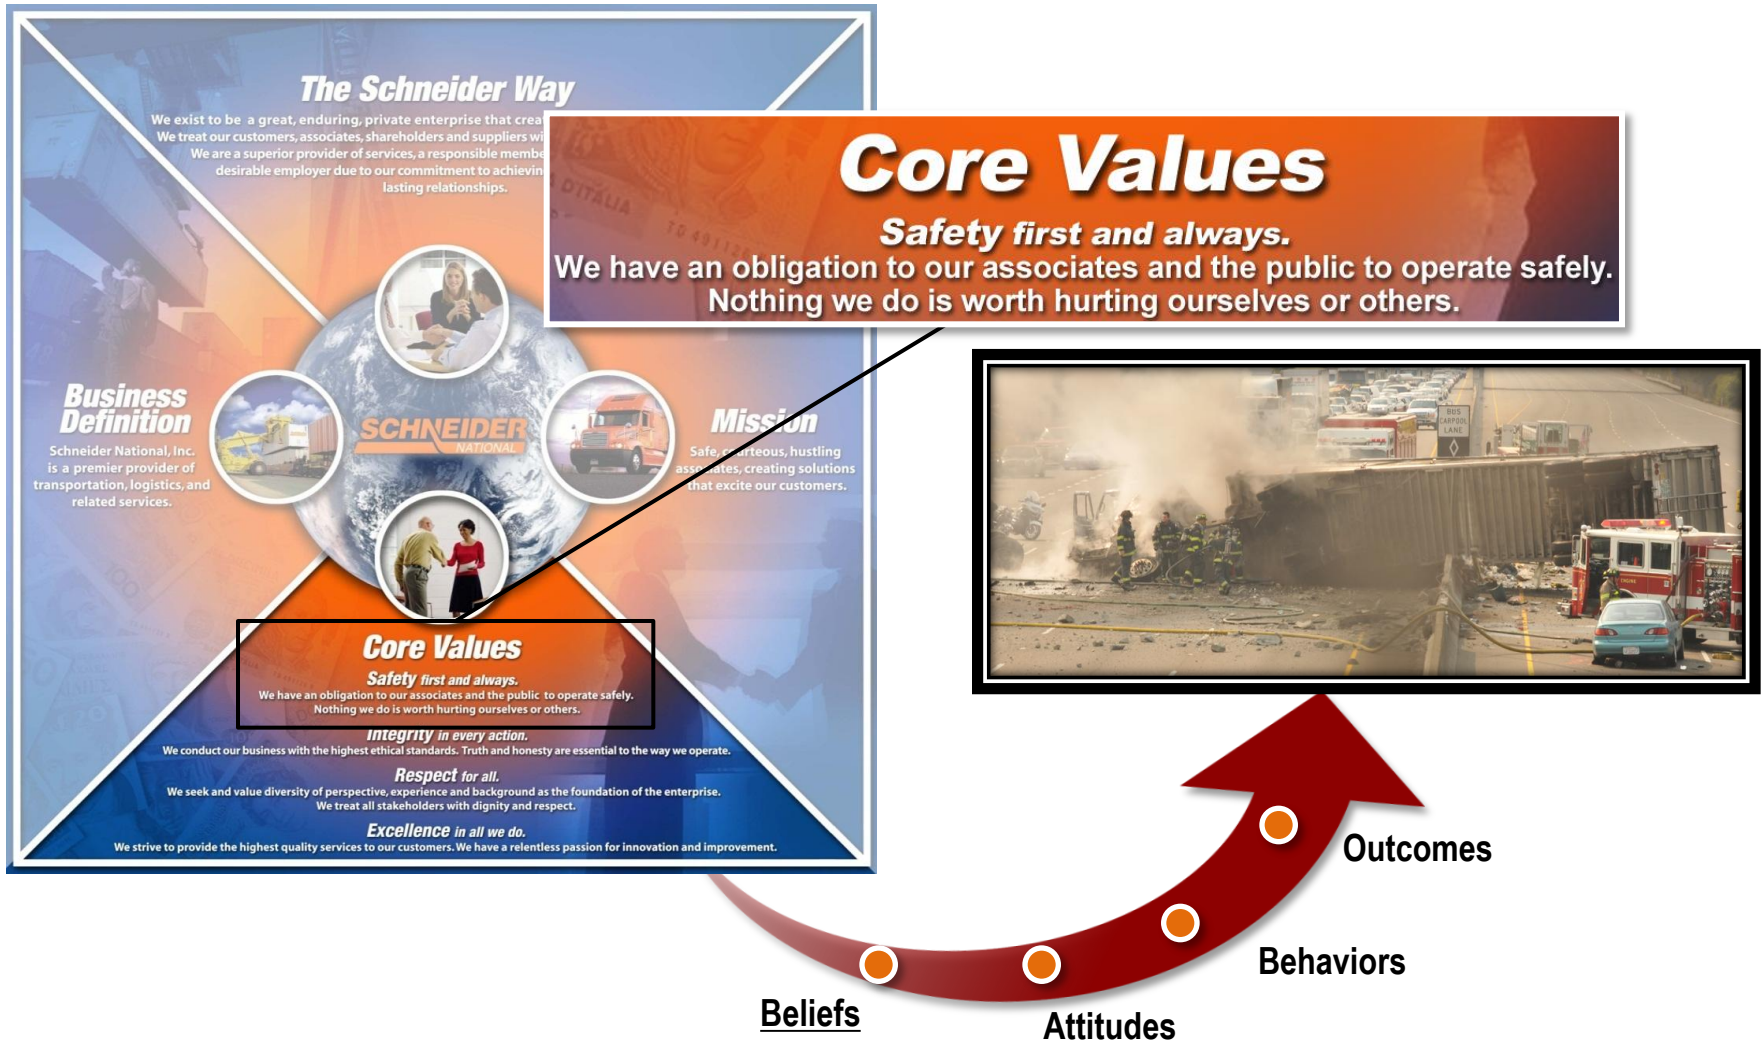 The Schneider Way
We exist to be a great, enduring, private enterprise that
We treat our customers, associates, shareholders and suppliers
We are a superior provider of services, a responsible
desirable employer due to our commitment to
lasting relationships.
Core Values
Safety first and always.
We have an obligation to our associates and the public to operate safely.
Nothing we do is worth hurting ourselves or others.
Business
Definition
Schneider National, Inc.
is a premier provider of
transportation, logistics, and
related services.
SCHNEIDER
NATIONAL
Mission
Safe, courteous, hustling
associates, creating solutions
that excite our customers.
BUS
CARPOOL
LANE
Core Values
Safety first and always.
We have an obligation to our associates and the public to operate safely.
Nothing we do is worth hurting ourselves or others.
Integrity in every action.
We conduct our business with the highest ethical standards. Truth and honesty are essential to the way we operate.
Respect for all.
We seek and value diversity of perspective, experience and background as the foundation of the enterprise.
We treat all stakeholders with dignity and respect.
Excellence in all we do.
We strive to provide the highest quality services to our customers. We have a relentless passion for innovation and improvement.
Outcomes
Behaviors
Beliefs
Attitudes